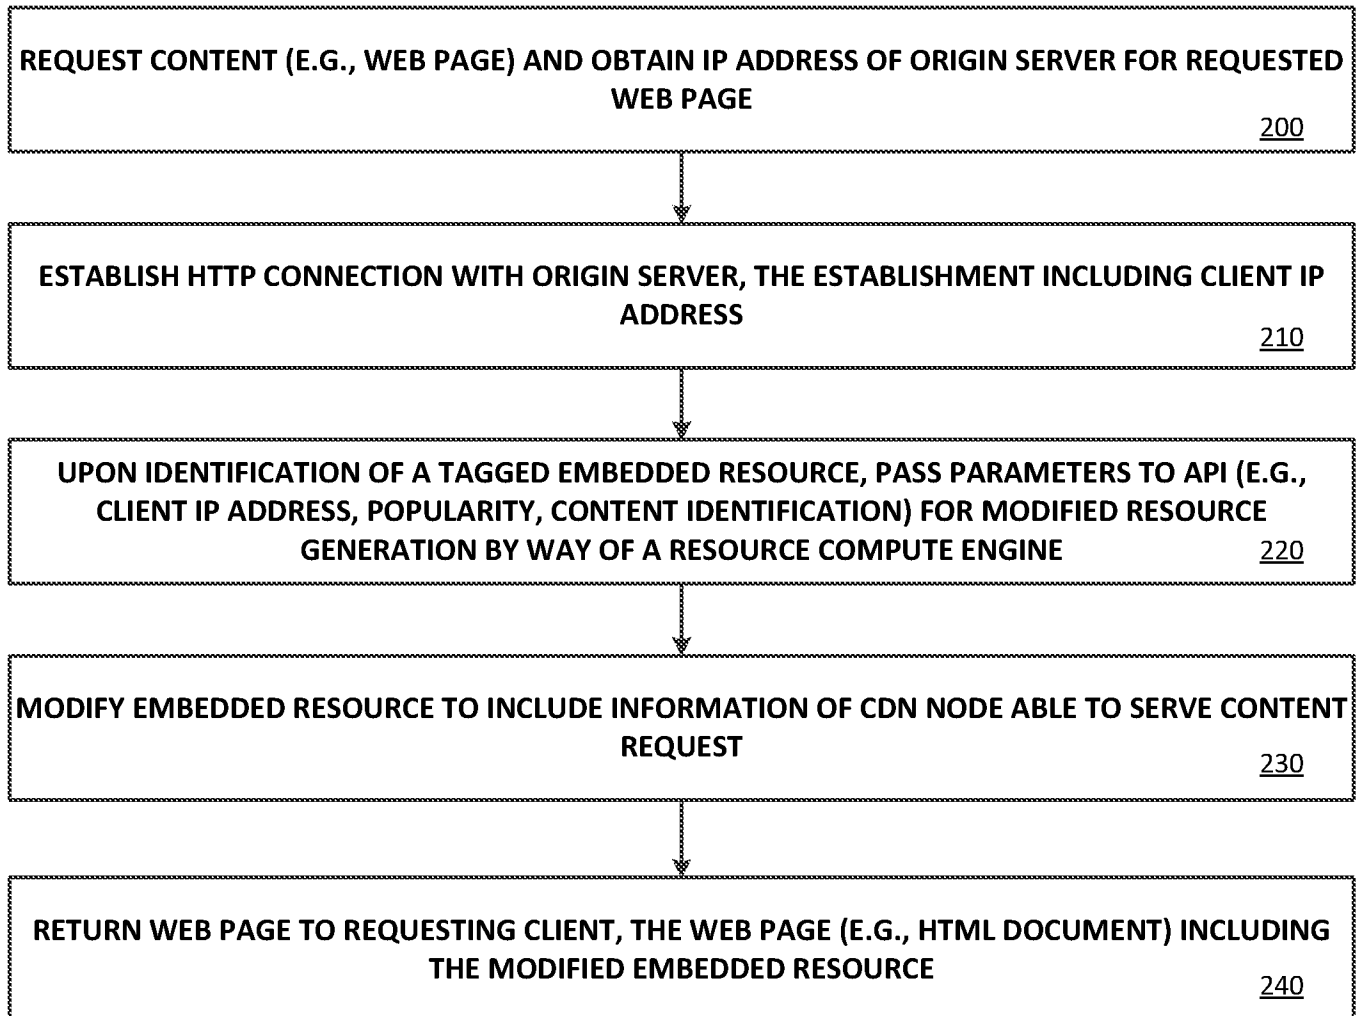 REQUEST CONTENT (E.G., WEB PAGE) AND OBTAIN IP ADDRESS OF ORIGIN SERVER FOR REQUESTED
WEB PAGE
200
ESTABLISH HTTP CONNECTION WITH ORIGIN SERVER, THE ESTABLISHMENT INCLUDING CLIENT IP
ADDRESS
210
UPON IDENTIFICATION OF A TAGGED EMBEDDED RESOURCE, PASS PARAMETERS TO API (E.G.,
CLIENT IP ADDRESS, POPULARITY, CONTENT IDENTIFICATION) FOR MODIFIED RESOURCE
GENERATION BY WAY OF A RESOURCE COMPUTE ENGINE
220
MODIFY EMBEDDED RESOURCE TO INCLUDE INFORMATION OF CDN NODE ABLE TO SERVE CONTENT
REQUEST
230
RETURN WEB PAGE TO REQUESTING CLIENT, THE WEB PAGE (E.G., HTML DOCUMENT) INCLUDING
THE MODIFIED EMBEDDED RESOURCE
240